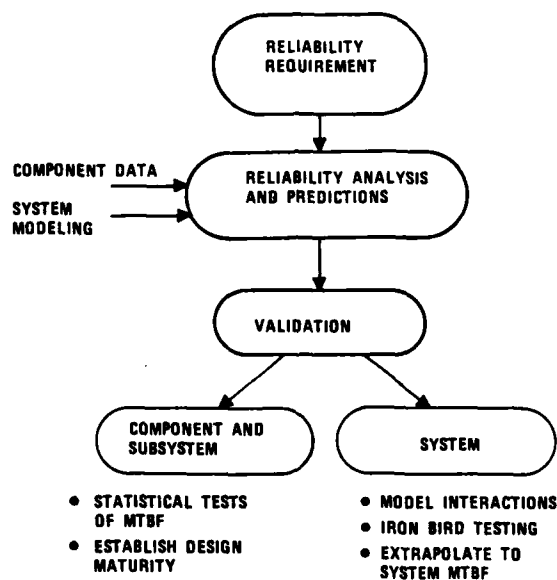 RELIABILITY
REQUIREMENT
COMPONENT DATA
SYSTEM
MODELING
RELIABILITY ANALYSIS
AND PREDICTIONS
VALIDATION
COMPONENT AND
SUBSYSTEM
● STATISTICAL TESTS
OF MTBF
● ESTABLISH DESIGN
MATURITY
SYSTEM
● MODEL INTERACTIONS
● IRON BIRD TESTING
● EXTRAPOLATE TO
SYSTEM MTBF